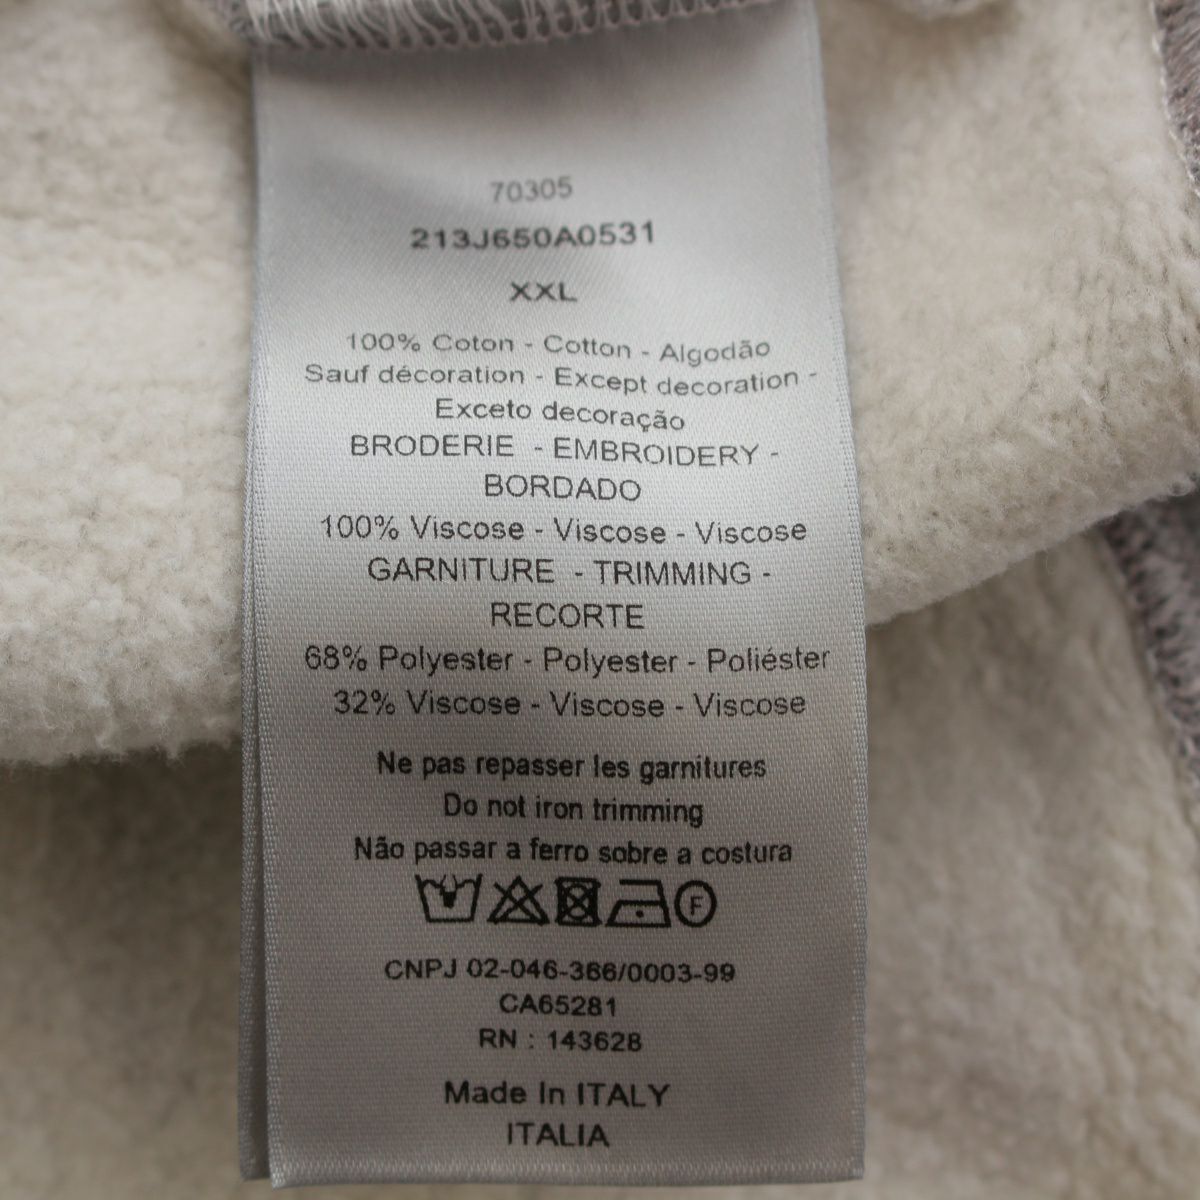 70305
213J650A0531
XXL
100% Coton - Cotton - Algodão
Sauf décoration - Except decoration -
Exceto decoração
BRODERIE - EMBROIDERY -
BORDADO
100% Viscose - Viscose - Viscose
GARNITURE - TRIMMING -
RECORTE
68% Polyester - Polyester - Poliéster
32% Viscose - Viscose - Viscose
Ne pas repasser les garnitures
Do not iron trimming
Não passar a ferro sobre a costura
F
CNPJ 02-046-366/0003-99
CA65281
RN : 143628
Made In ITALY
ITALIA